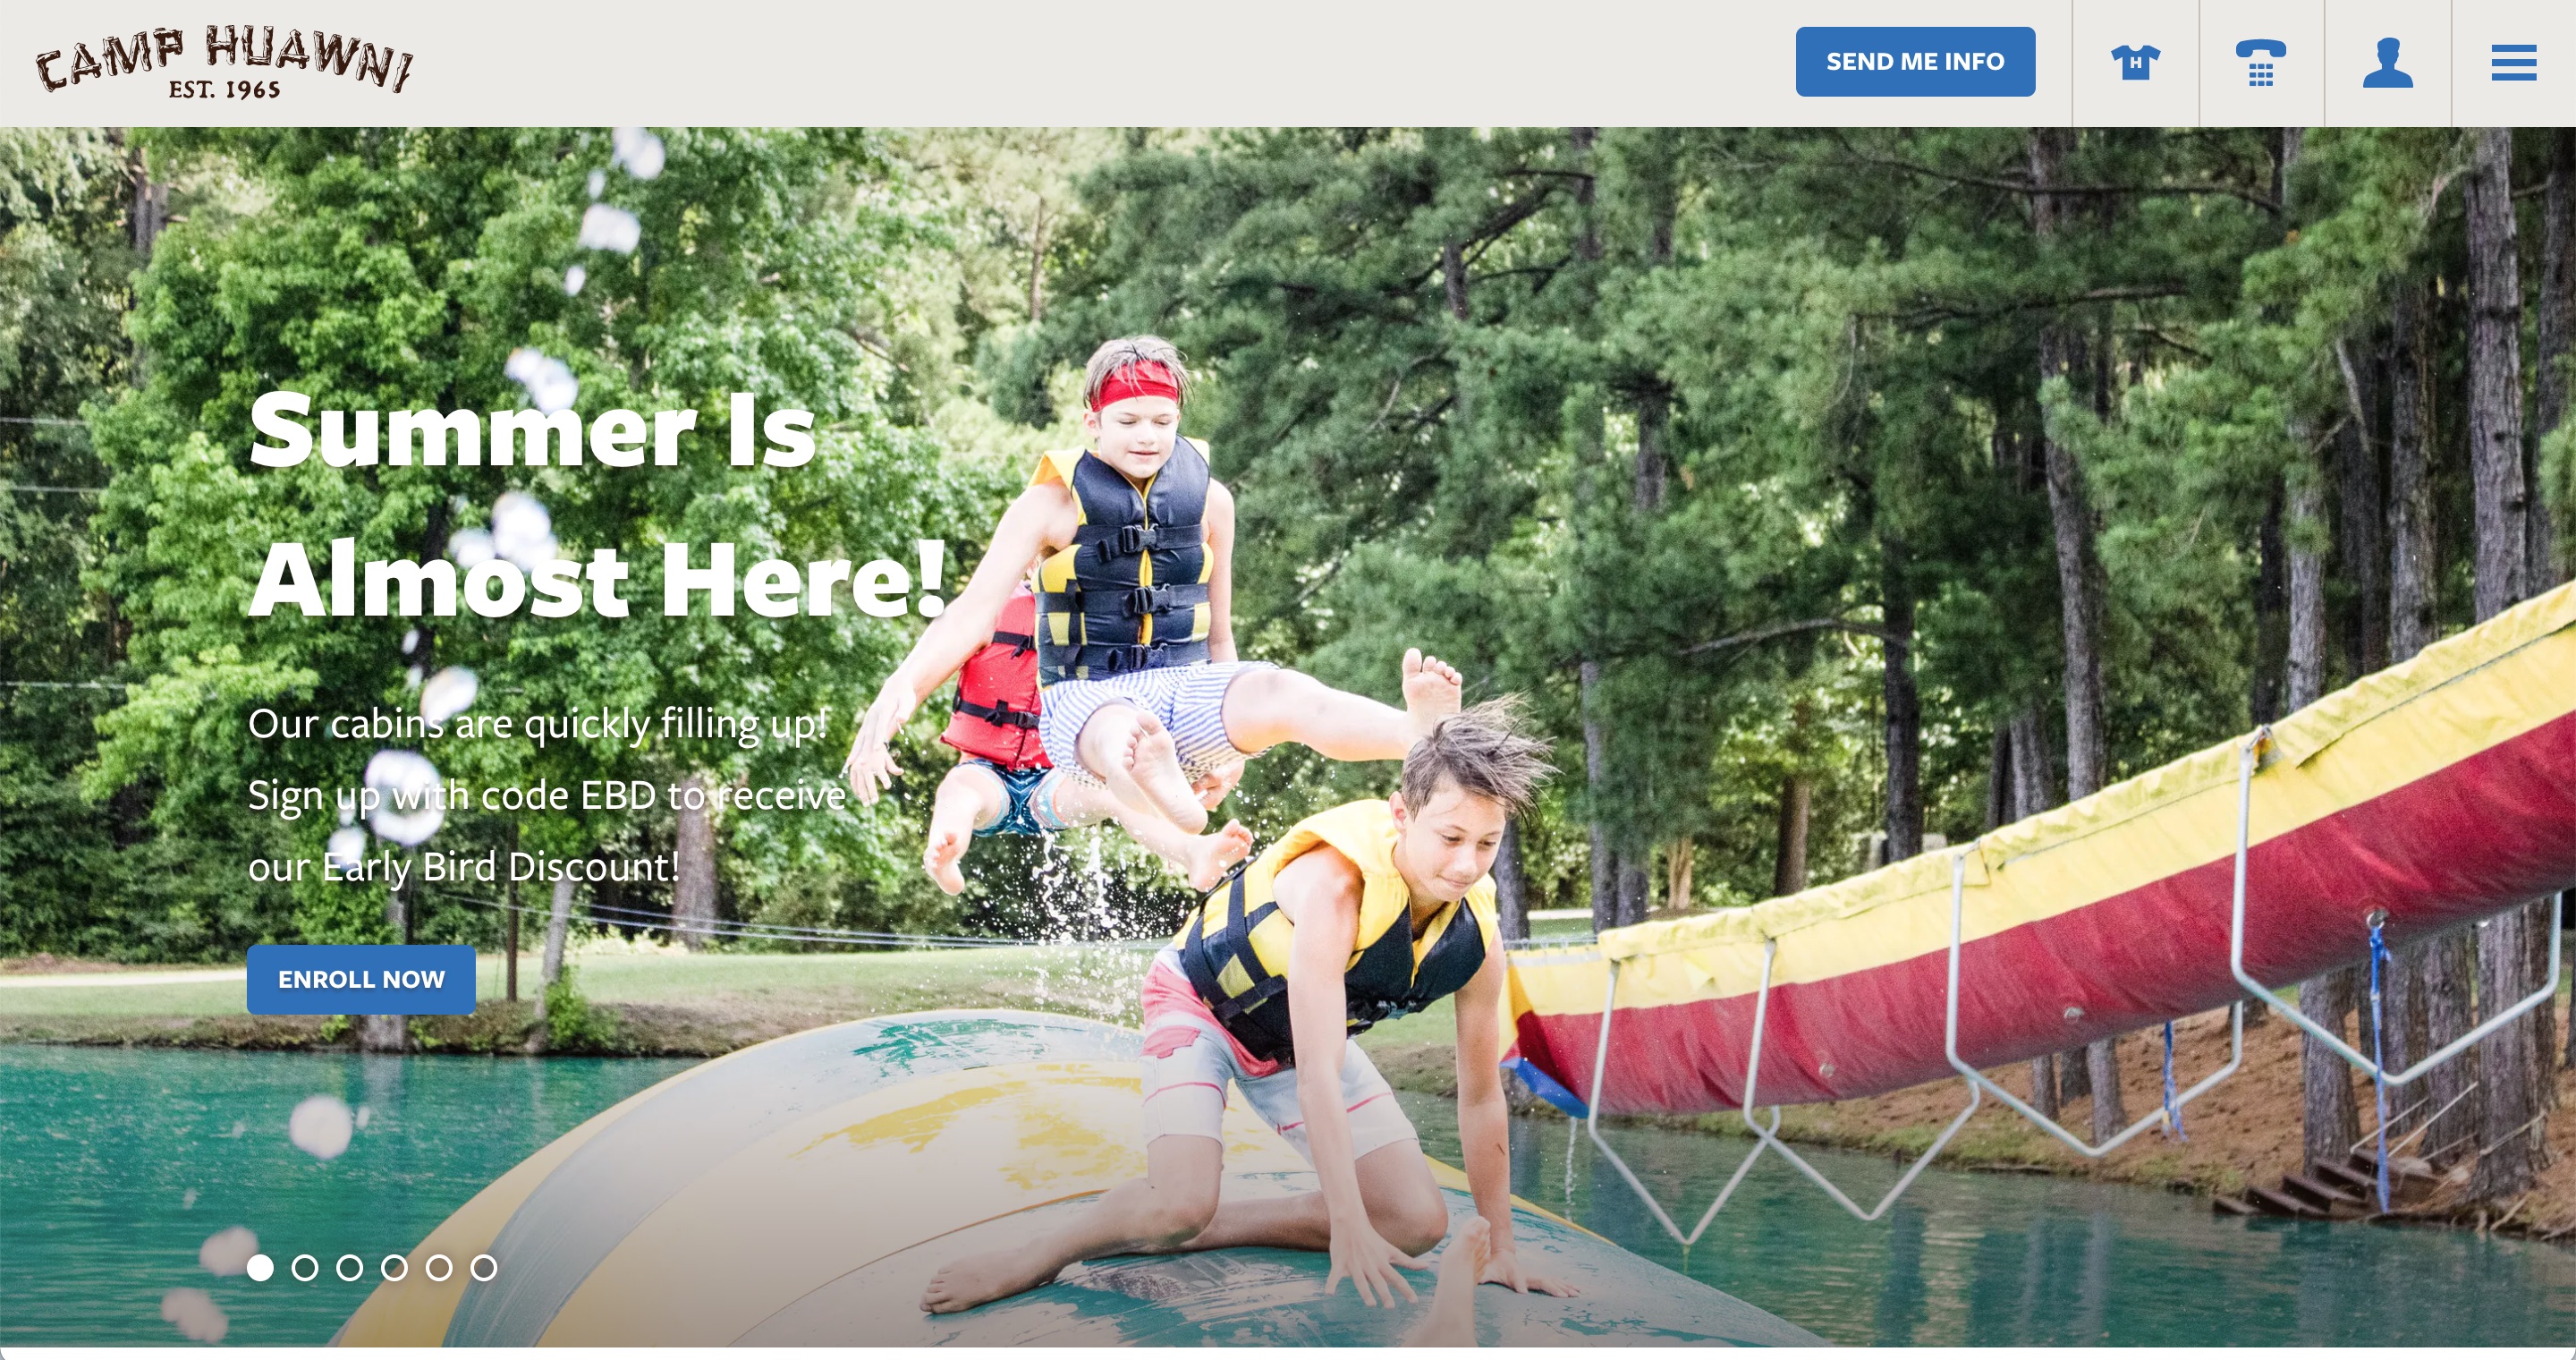 CAMP HUAWNI
EST. 1965
SEND ME INFO
H
Summer Is
Almost Here!
Our cabins are quickly filling up!
Sign up with code EBD to receive
our Early Bird Discount!
ENROLL NOW